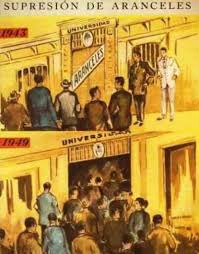 SUPRESIÓN DE ARANCELES
1943
UNIVERSIDAD
ARANCELES
1949
UNIVERSIDAD